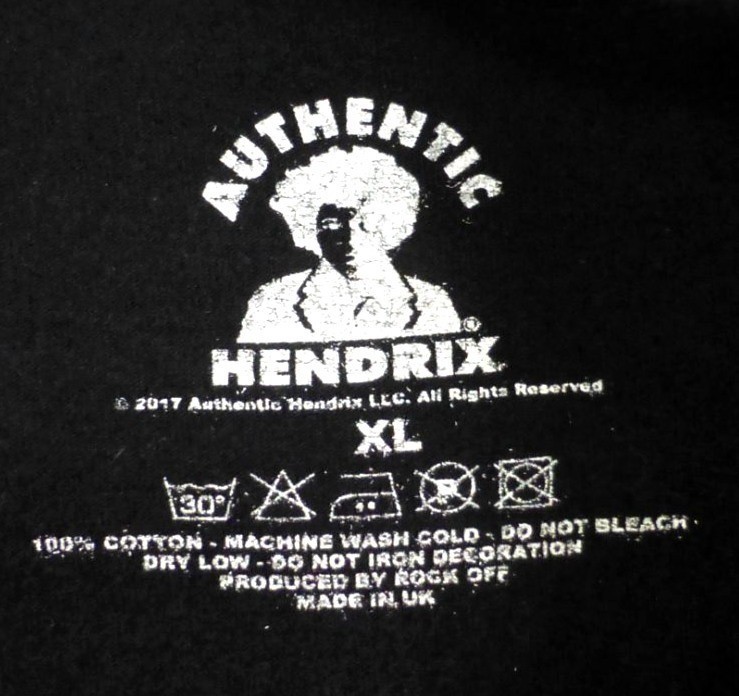 AUTHENTIC
HENDRIX®
© 2017 Authentic Hendrix LLC. All Rights Reserved
XL
30°
P
100% COTTON - MACHINE WASH COLD - DO NOT BLEACH
DRY LOW - DO NOT IRON DECORATION
PRODUCED BY ROCK OFF
MADE IN UK